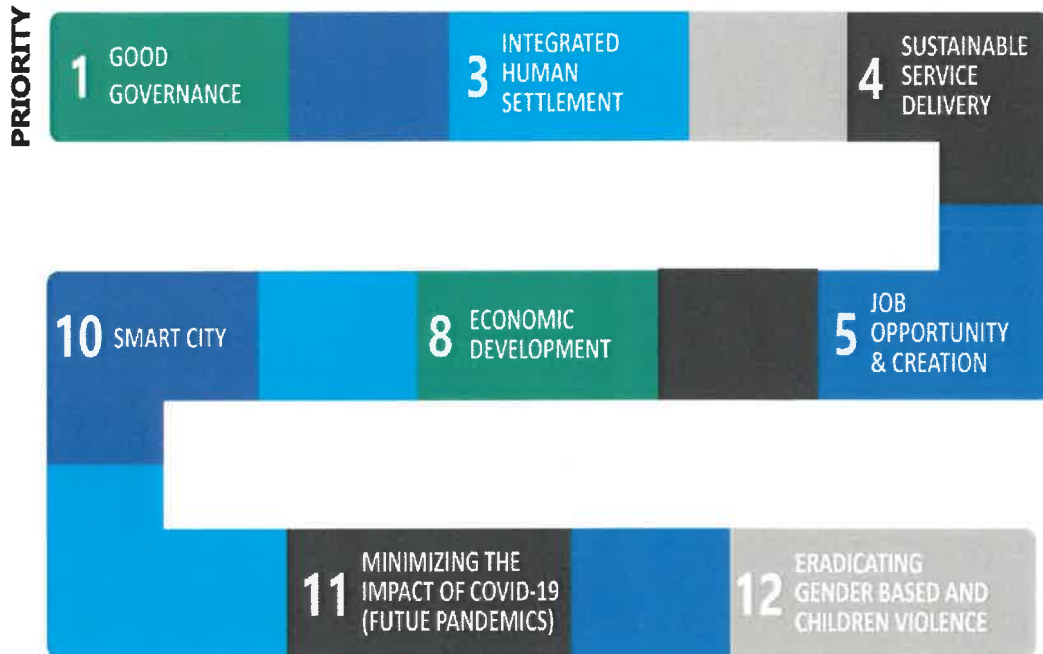 PRIORITY
1 GOOD
GOVERNANCE
3 INTEGRATED
HUMAN
SETTLEMENT
4 SUSTAINABLE
SERVICE
DELIVERY
10 SMART CITY
8 ECONOMIC
DEVELOPMENT
5 JOB
OPPORTUNITY
& CREATION
11 MINIMIZING THE
IMPACT OF COVID-19
(FUTUE PANDEMICS)
12 ERADICATING
GENDER BASED AND
CHILDREN VIOLENCE